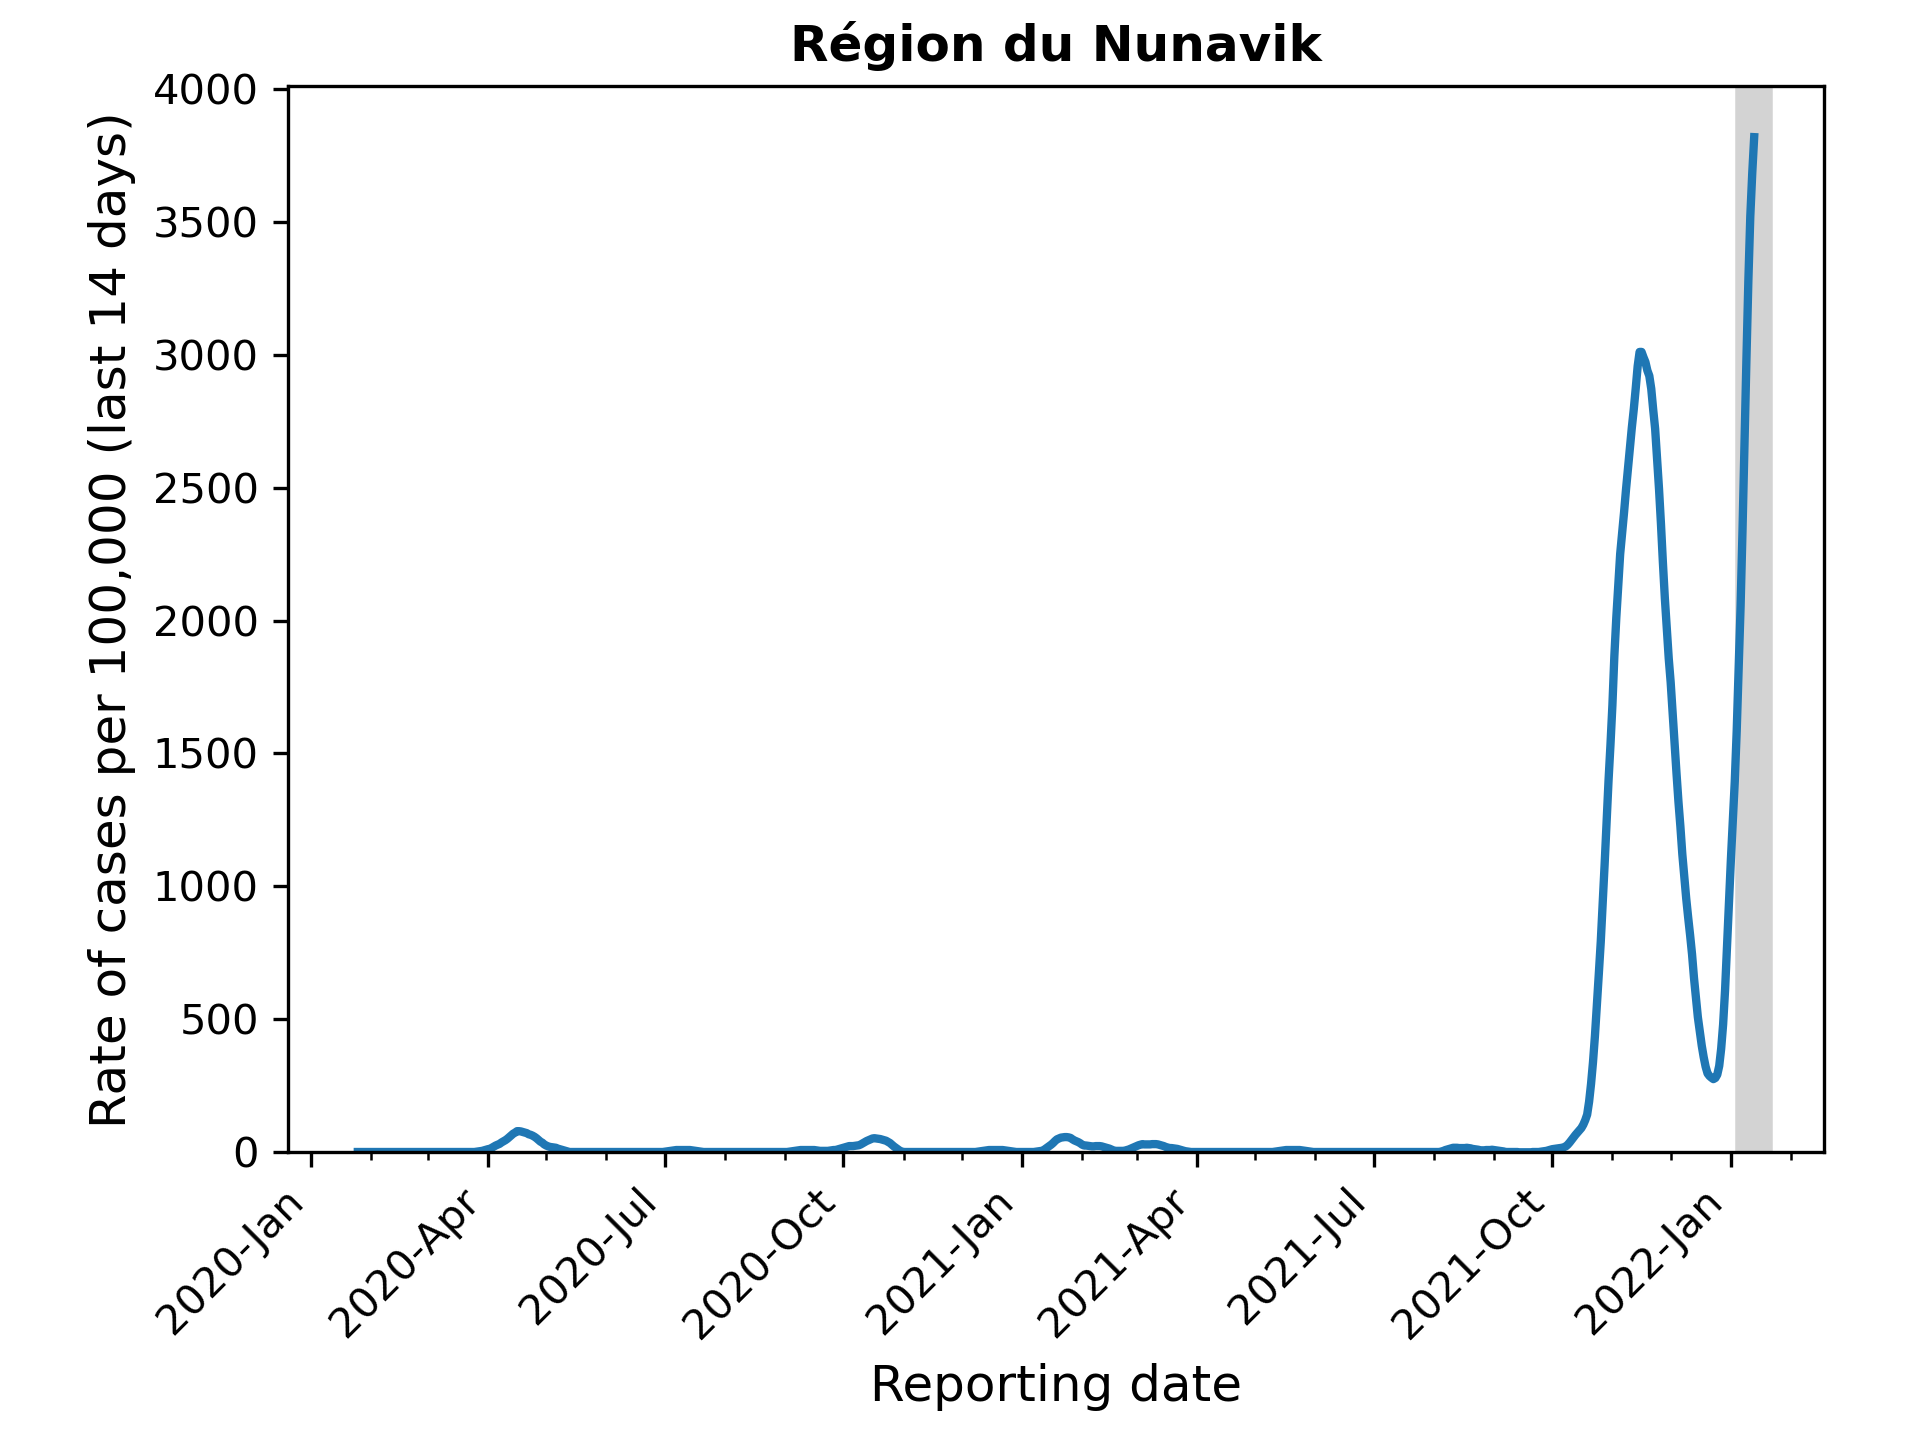 Région du Nunavik
Rate of cases per 100,000 (last 14 days)
4000
3500
3000
2500
2000
1500
1000
500
0
2020-Jan
2020-Apr
2020-Jul
2020-Oct
2021-Jan
2021-Apr
2021-Jul
2021-Oct
2022-Jan
Reporting date